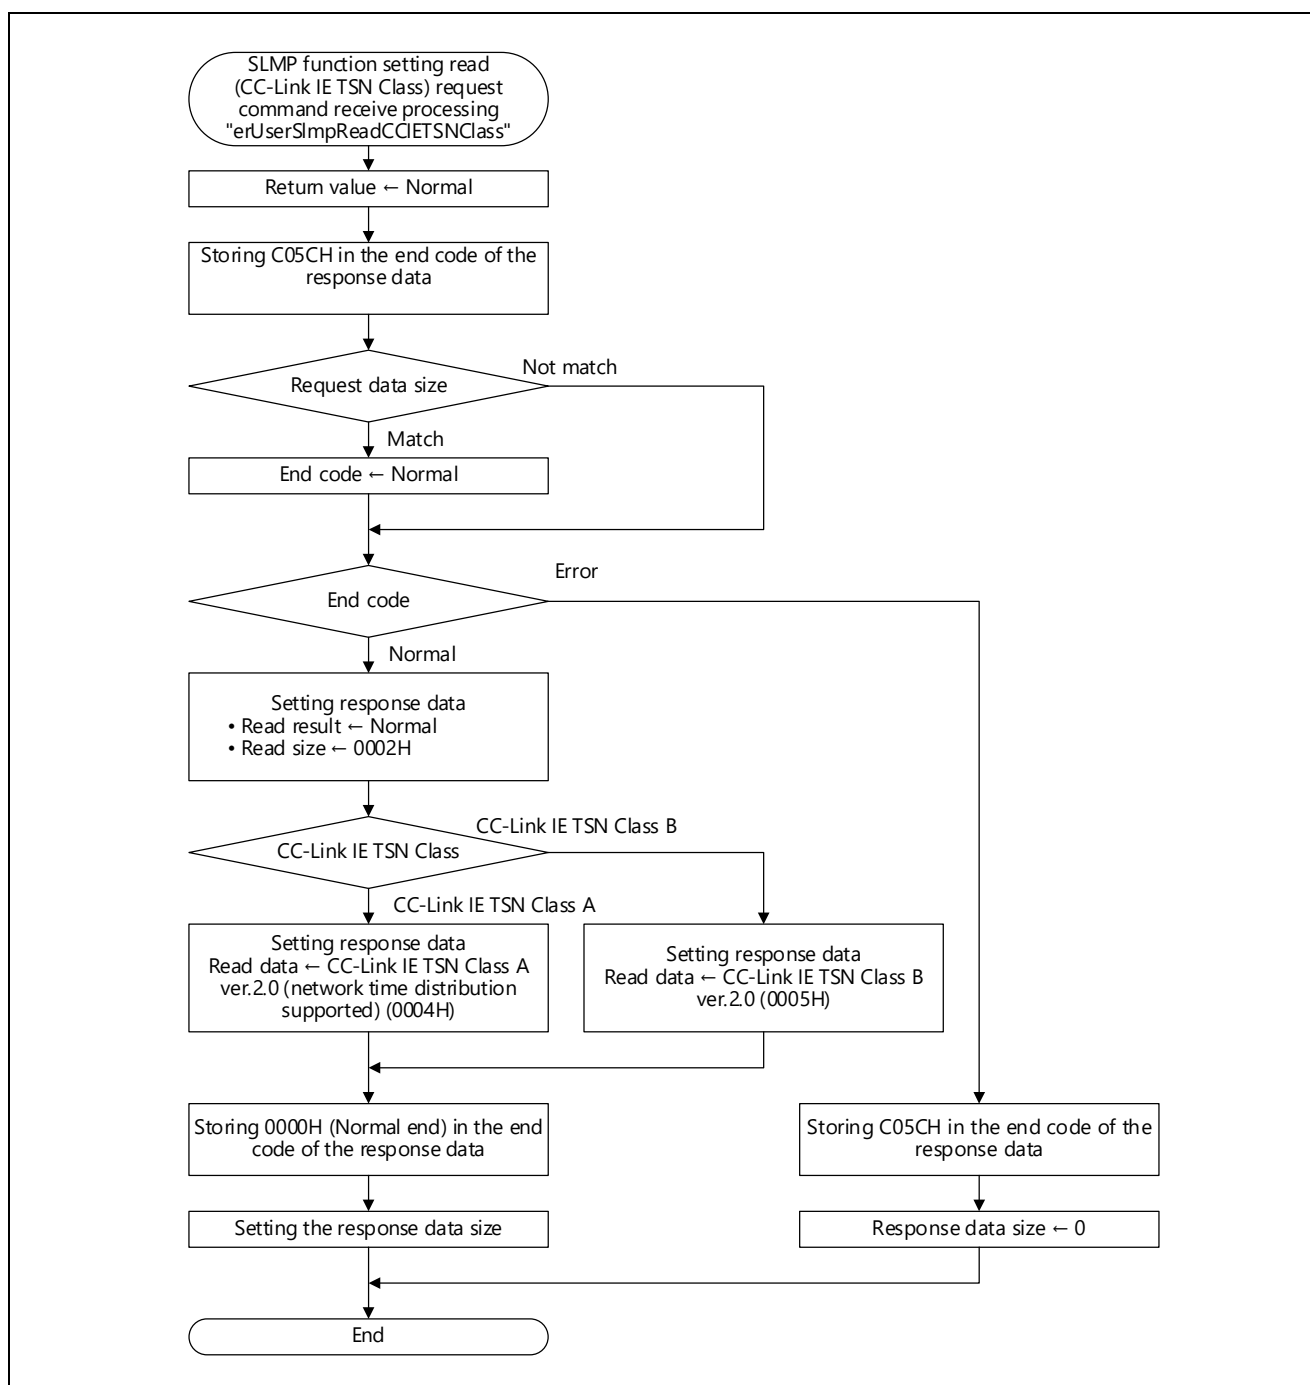 SLMP function setting read
(CC-Link IE TSN Class) request
command receive processing
"erUserSlmpReadCCIETSNClass"
Return value ← Normal
Storing C05CH in the end code of the
response data
Request data size
Not match
Match
End code ← Normal
End code
Error
Normal
Setting response data
• Read result ← Normal
• Read size ← 0002H
CC-Link IE TSN Class
CC-Link IE TSN Class B
CC-Link IE TSN Class A
Setting response data
Read data ← CC-Link IE TSN Class A
ver.2.0 (network time distribution
supported) (0004H)
Setting response data
Read data ← CC-Link IE TSN Class B
ver.2.0 (0005H)
Storing 0000H (Normal end) in the end
code of the response data
Storing C05CH in the end code of the
response data
Setting the response data size
Response data size ← 0
End